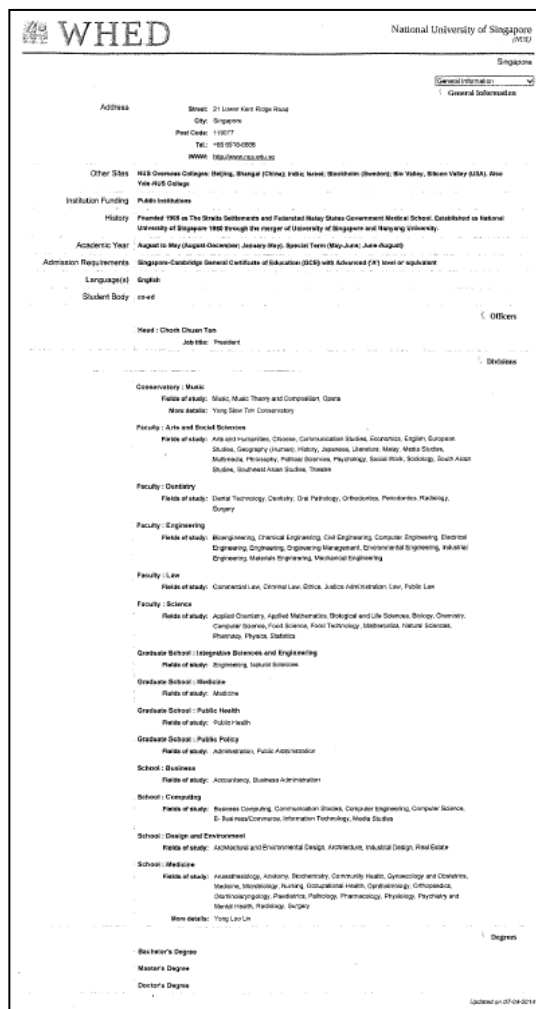 WHED
National University of Singapore
(NUS)
Singapore
General Information
General Information
Address
Street: 21 Lower Kent Ridge Road
City: Singapore
Post Code: 119077
Tel.: +65 6516-6666
WWW: http://www.nus.edu.sg
Other Sites NUS Overseas Colleges: Beijing, Shangai (China); India; Israel; Stockholm (Sweden); Bio Valley, Silicon Valley (USA). Also
Yale-NUS College
Institution Funding Public Institutions
History Founded 1905 as The Straits Settlements and Federated Malay States Government Medical School. Established as National
University of Singapore 1980 through the merger of University of Singapore and Nanyang University.
Academic Year August to May (August-December; January-May). Special Term (May-June; June-August)
Admission Requirements Singapore-Cambridge General Certificate of Education (GCE) with Advanced ('A') level or equivalent
Language(s) English
Student Body co-ed
Officers
Head : Chorh Chuan Tan
Job title: President
Divisions
Conservatory : Music
Fields of study: Music, Music Theory and Composition, Opera
More details: Yong Siew Toh Conservatory
Faculty : Arts and Social Sciences
Fields of study: Arts and Humanities, Chinese, Communication Studies, Economics, English, European
Studies, Geography (Human), History, Japanese, Literature, Malay, Media Studies,
Multimedia, Philosophy, Political Sciences, Psychology, Social Work, Sociology, South Asian
Studies, Southeast Asian Studies, Theatre
Faculty : Dentistry
Fields of study: Dental Technology, Dentistry, Oral Pathology, Orthodontics, Periodontics, Radiology,
Surgery
Faculty : Engineering
Fields of study: Bioengineering, Chemical Engineering, Civil Engineering, Computer Engineering, Electrical
Engineering, Engineering, Engineering Management, Environmental Engineering, Industrial
Engineering, Materials Engineering, Mechanical Engineering
Faculty : Law
Fields of study: Commercial Law, Criminal Law, Ethics, Justice Administration, Law, Public Law
Faculty : Science
Fields of study: Applied Chemistry, Applied Mathematics, Biological and Life Sciences, Biology, Chemistry,
Computer Science, Food Science, Food Technology, Mathematics, Natural Sciences,
Pharmacy, Physics, Statistics
Graduate School : Integrative Sciences and Engineering
Fields of study: Engineering, Natural Sciences
Graduate School : Medicine
Fields of study: Medicine
Graduate School : Public Health
Fields of study: Public Health
Graduate School : Public Policy
Fields of study: Administration, Public Administration
School : Business
Fields of study: Accountancy, Business Administration
School : Computing
Fields of study: Business Computing, Communication Studies, Computer Engineering, Computer Science,
E- Business/Commerce, Information Technology, Media Studies
School : Design and Environment
Fields of study: Architectural and Environmental Design, Architecture, Industrial Design, Real Estate
School : Medicine
Fields of study: Anaesthesiology, Anatomy, Biochemistry, Community Health, Gynaecology and Obstetrics,
Medicine, Microbiology, Nursing, Occupational Health, Ophthalmology, Orthopaedics,
Otorhinolaryngology, Paediatrics, Pathology, Pharmacology, Physiology, Psychiatry and
Mental Health, Radiology, Surgery
More details: Yong Loo Lin
Degrees
Bachelor's Degree
Master's Degree
Doctor's Degree
Updated on 07-04-2014